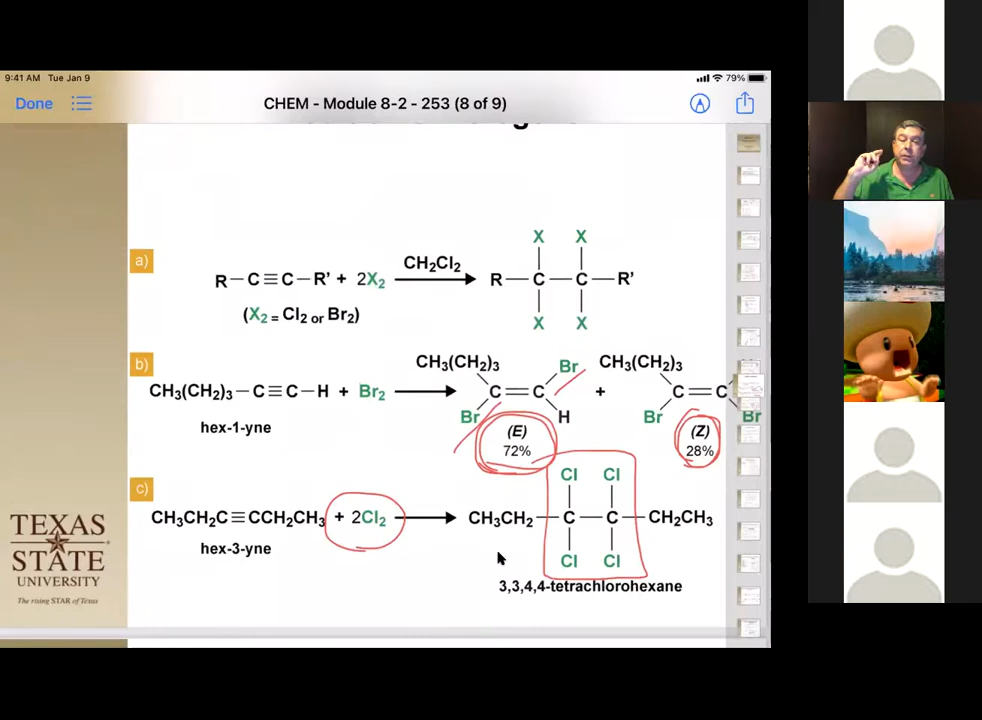 9:41 AM Tue Jan 9
79%
Done
CHEM - Module 8-2 - 253 (8 of 9)
a)
R—C≡C—R' + 2X2
CH2Cl2
X X
R—C—C—R'
X X
(X2 = Cl2 or Br2)
b)
CH3(CH2)3—C≡C—H + Br2
hex-1-yne
CH3(CH2)3
Br
C=C
Br
H
(E)
72%
+
CH3(CH2)3
C=C
Br
Br
(Z)
28%
c)
CH3CH2C≡CCH2CH3 + 2Cl2
hex-3-yne
Cl Cl
CH3CH2—C—C—CH2CH3
Cl Cl
3,3,4,4-tetrachlorohexane
TEXAS
STATE
UNIVERSITY
The rising STAR of Texas